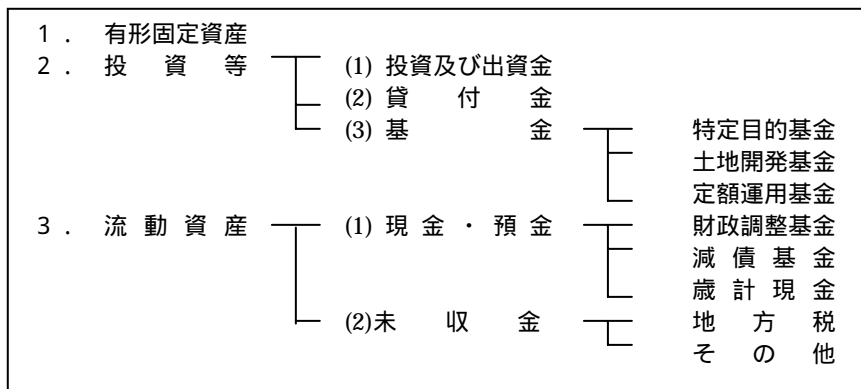 1. 有形固定資産
2. 投資等 (1) 投資及び出資金
(2) 貸付金
(3) 基金 特定目的基金
土地開発基金
定額運用基金
3. 流動資産 (1) 現金・預金 財政調整基金
減債基金
歳計現金
(2)未収金 地方税
その他